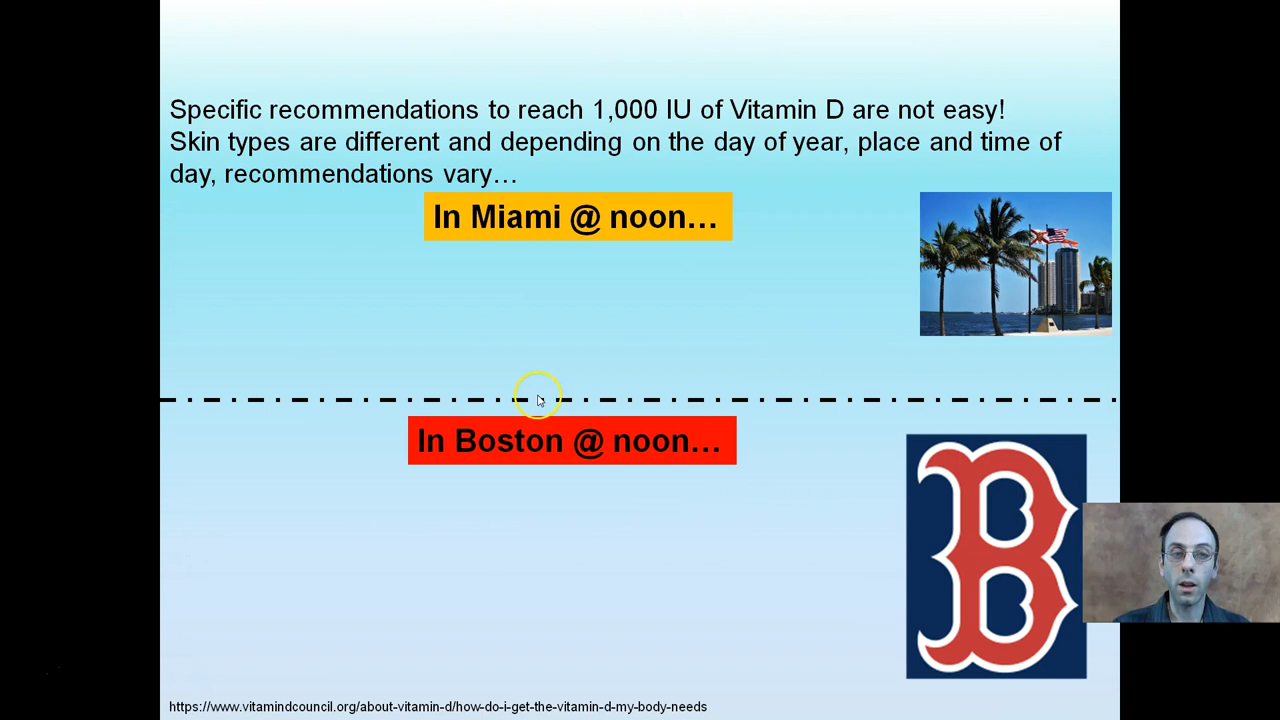 Specific recommendations to reach 1,000 IU of Vitamin D are not easy!
Skin types are different and depending on the day of year, place and time of
day, recommendations vary…
In Miami @ noon…
In Boston @ noon…
B
https://www.vitamindcouncil.org/about-vitamin-d/how-do-i-get-the-vitamin-d-my-body-needs